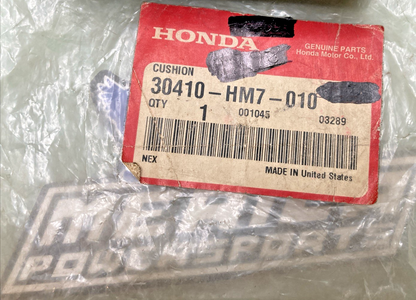 HONDA
GENUINE PARTS
Honda Motor Co., Ltd.
CUSHION
30410-HM7-010
QTY 1 001045 03289
NEX
MADE IN United States
POWERSPORTS